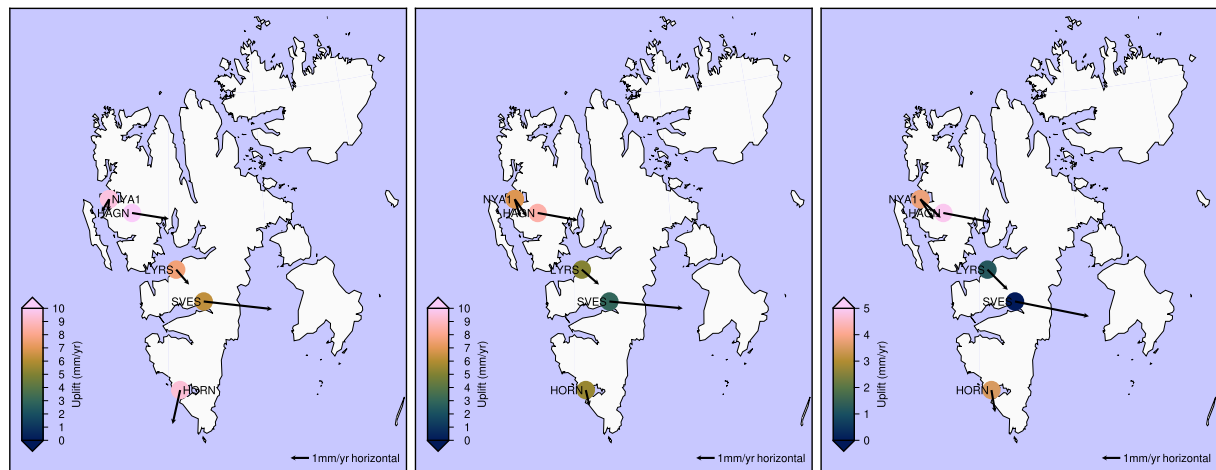 NYA1
HAGN
LYRS
SVES
HORN
10
9
8
7
6
5
4
3
2
1
0
Uplift (mm/yr)
1mm/yr horizontal
NYA1
HAGN
LYRS
SVES
HORN
10
9
8
7
6
5
4
3
2
1
0
Uplift (mm/yr)
1mm/yr horizontal
NYA1
HAGN
LYRS
SVES
HORN
5
4
3
2
1
0
Uplift (mm/yr)
1mm/yr horizontal